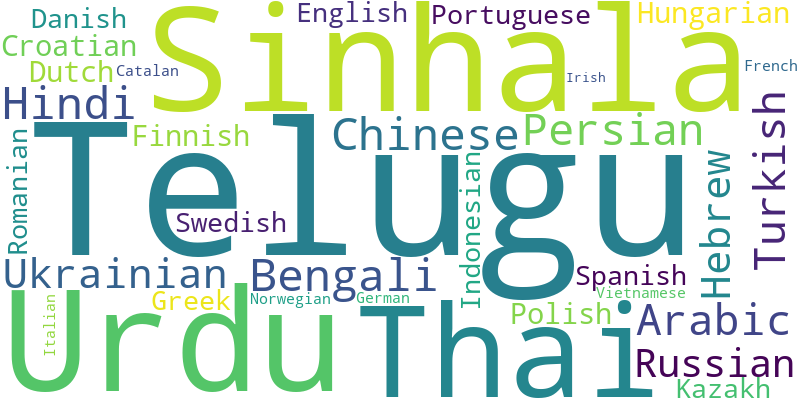 Danish
English
Portuguese
Hungarian
Croatian
Sinhala
Dutch
Catalan
Irish
French
Hindi
Romanian
Finnish
Chinese
Persian
Turkish
Telugu
Swedish
Indonesian
Hebrew
Ukrainian
Bengali
Spanish
Urdu
Greek
Norwegian
German
Vietnamese
Italian
Thai
Polish
Arabic
Russian
Kazakh